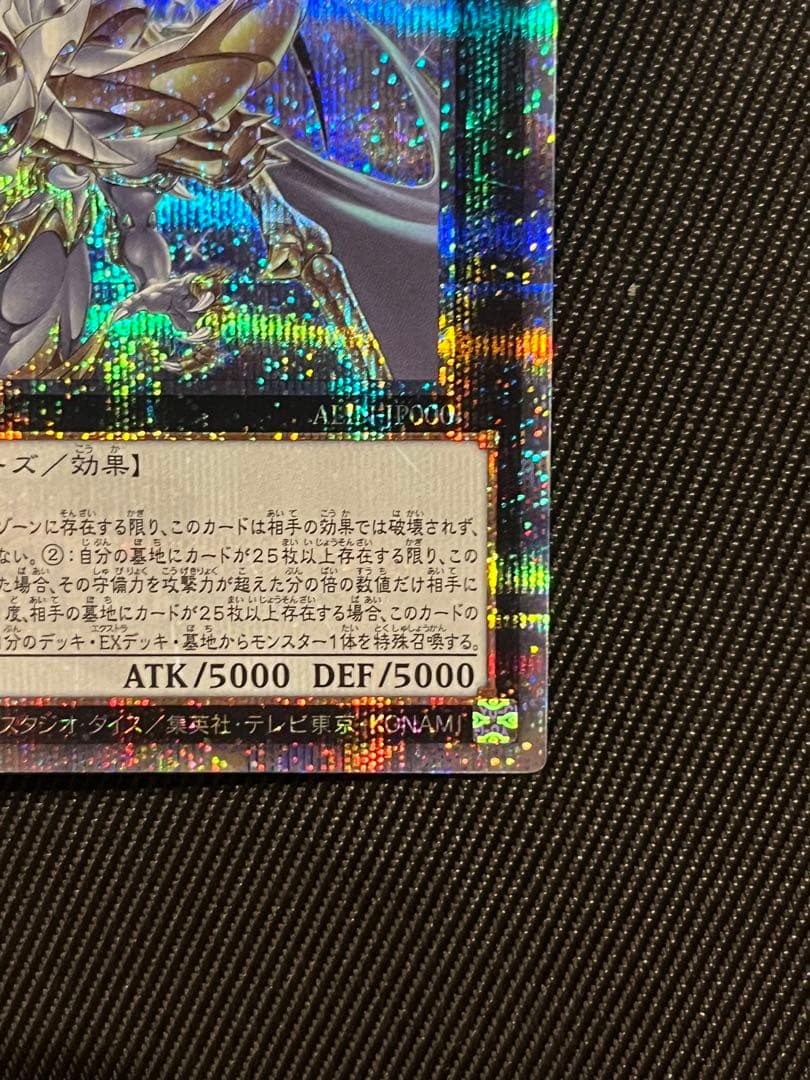 ALIN-JP000
ーズ／効果】
ゾーンに存在する限り、このカードは相手の効果では破壊されず、
ない。②：自分の墓地にカードが25枚以上存在する限り、この
た場合、その守備力を攻撃力が超えた分の倍の数値だけ相手に
度、相手の墓地にカードが25枚以上存在する場合、このカードの
分のデッキ・EXデッキ・墓地からモンスター1体を特殊召喚する。
ATK/5000 DEF/5000
スタジオ・ダイス／集英社・テレビ東京・KONAMI